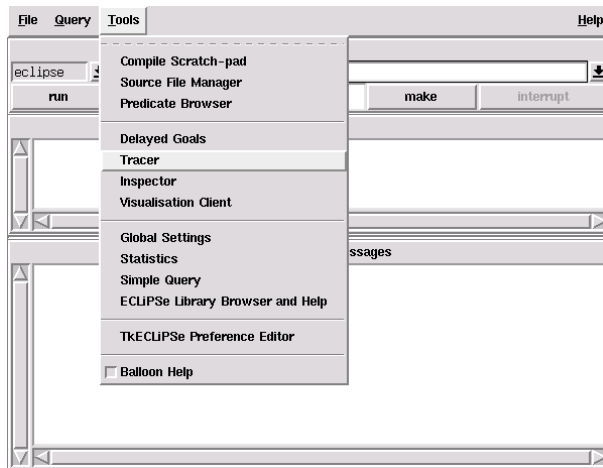 File Query Tools Help
Compile Scratch-pad
eclipse
Source File Manager
run Predicate Browser make interrupt
Delayed Goals
Tracer
Inspector
Visualisation Client
Global Settings
ssages
Statistics
Simple Query
ECLiPSe Library Browser and Help
TkECLiPSe Preference Editor
Balloon Help